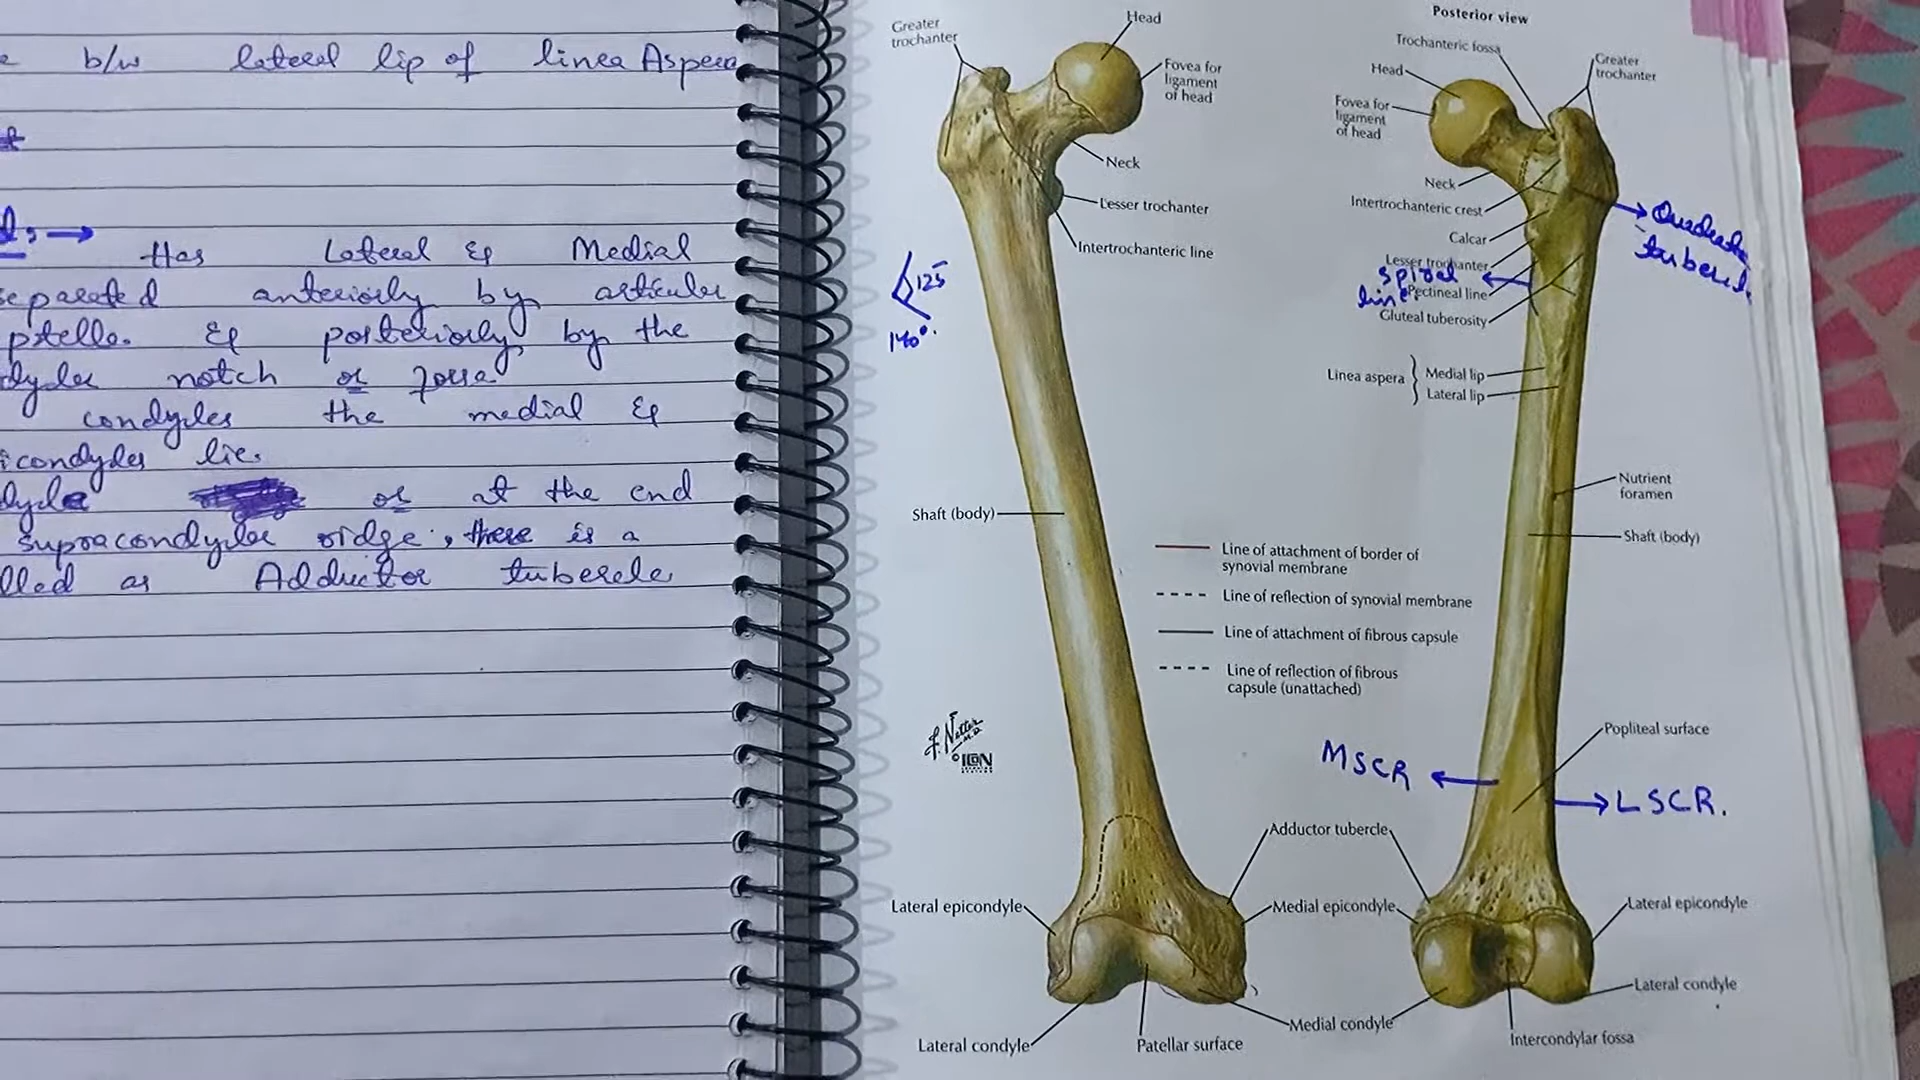 b/w lateral lip of linea Aspera
Has Lateral & Medial
separated anteriorly by articular
& posteriorly by the
notch or fossa
condyles the medial &
icondyles lie.
or at the end
supracondylar ridge, there is a
lled as Adductor tubercle
Greater
trochanter
Head
Fovea for
ligament
of head
Neck
Lesser trochanter
Intertrochanteric line
125
140°.
Shaft (body)
Line of attachment of border of
synovial membrane
Line of reflection of synovial membrane
Line of attachment of fibrous capsule
Line of reflection of fibrous
capsule (unattached)
F. Netter
M.D.
© ICON
Lateral epicondyle
Lateral condyle
Patellar surface
Adductor tubercle
Medial epicondyle
Medial condyle
Posterior view
Trochanteric fossa
Greater
trochanter
Head
Fovea for
ligament
of head
Neck
Intertrochanteric crest
Calcar
Lesser trochanter
spiral
line
Pectineal line
Gluteal tuberosity
Linea aspera
Medial lip
Lateral lip
Nutrient
foramen
Shaft (body)
Popliteal surface
MSCR
LSCR.
Lateral epicondyle
Lateral condyle
Intercondylar fossa